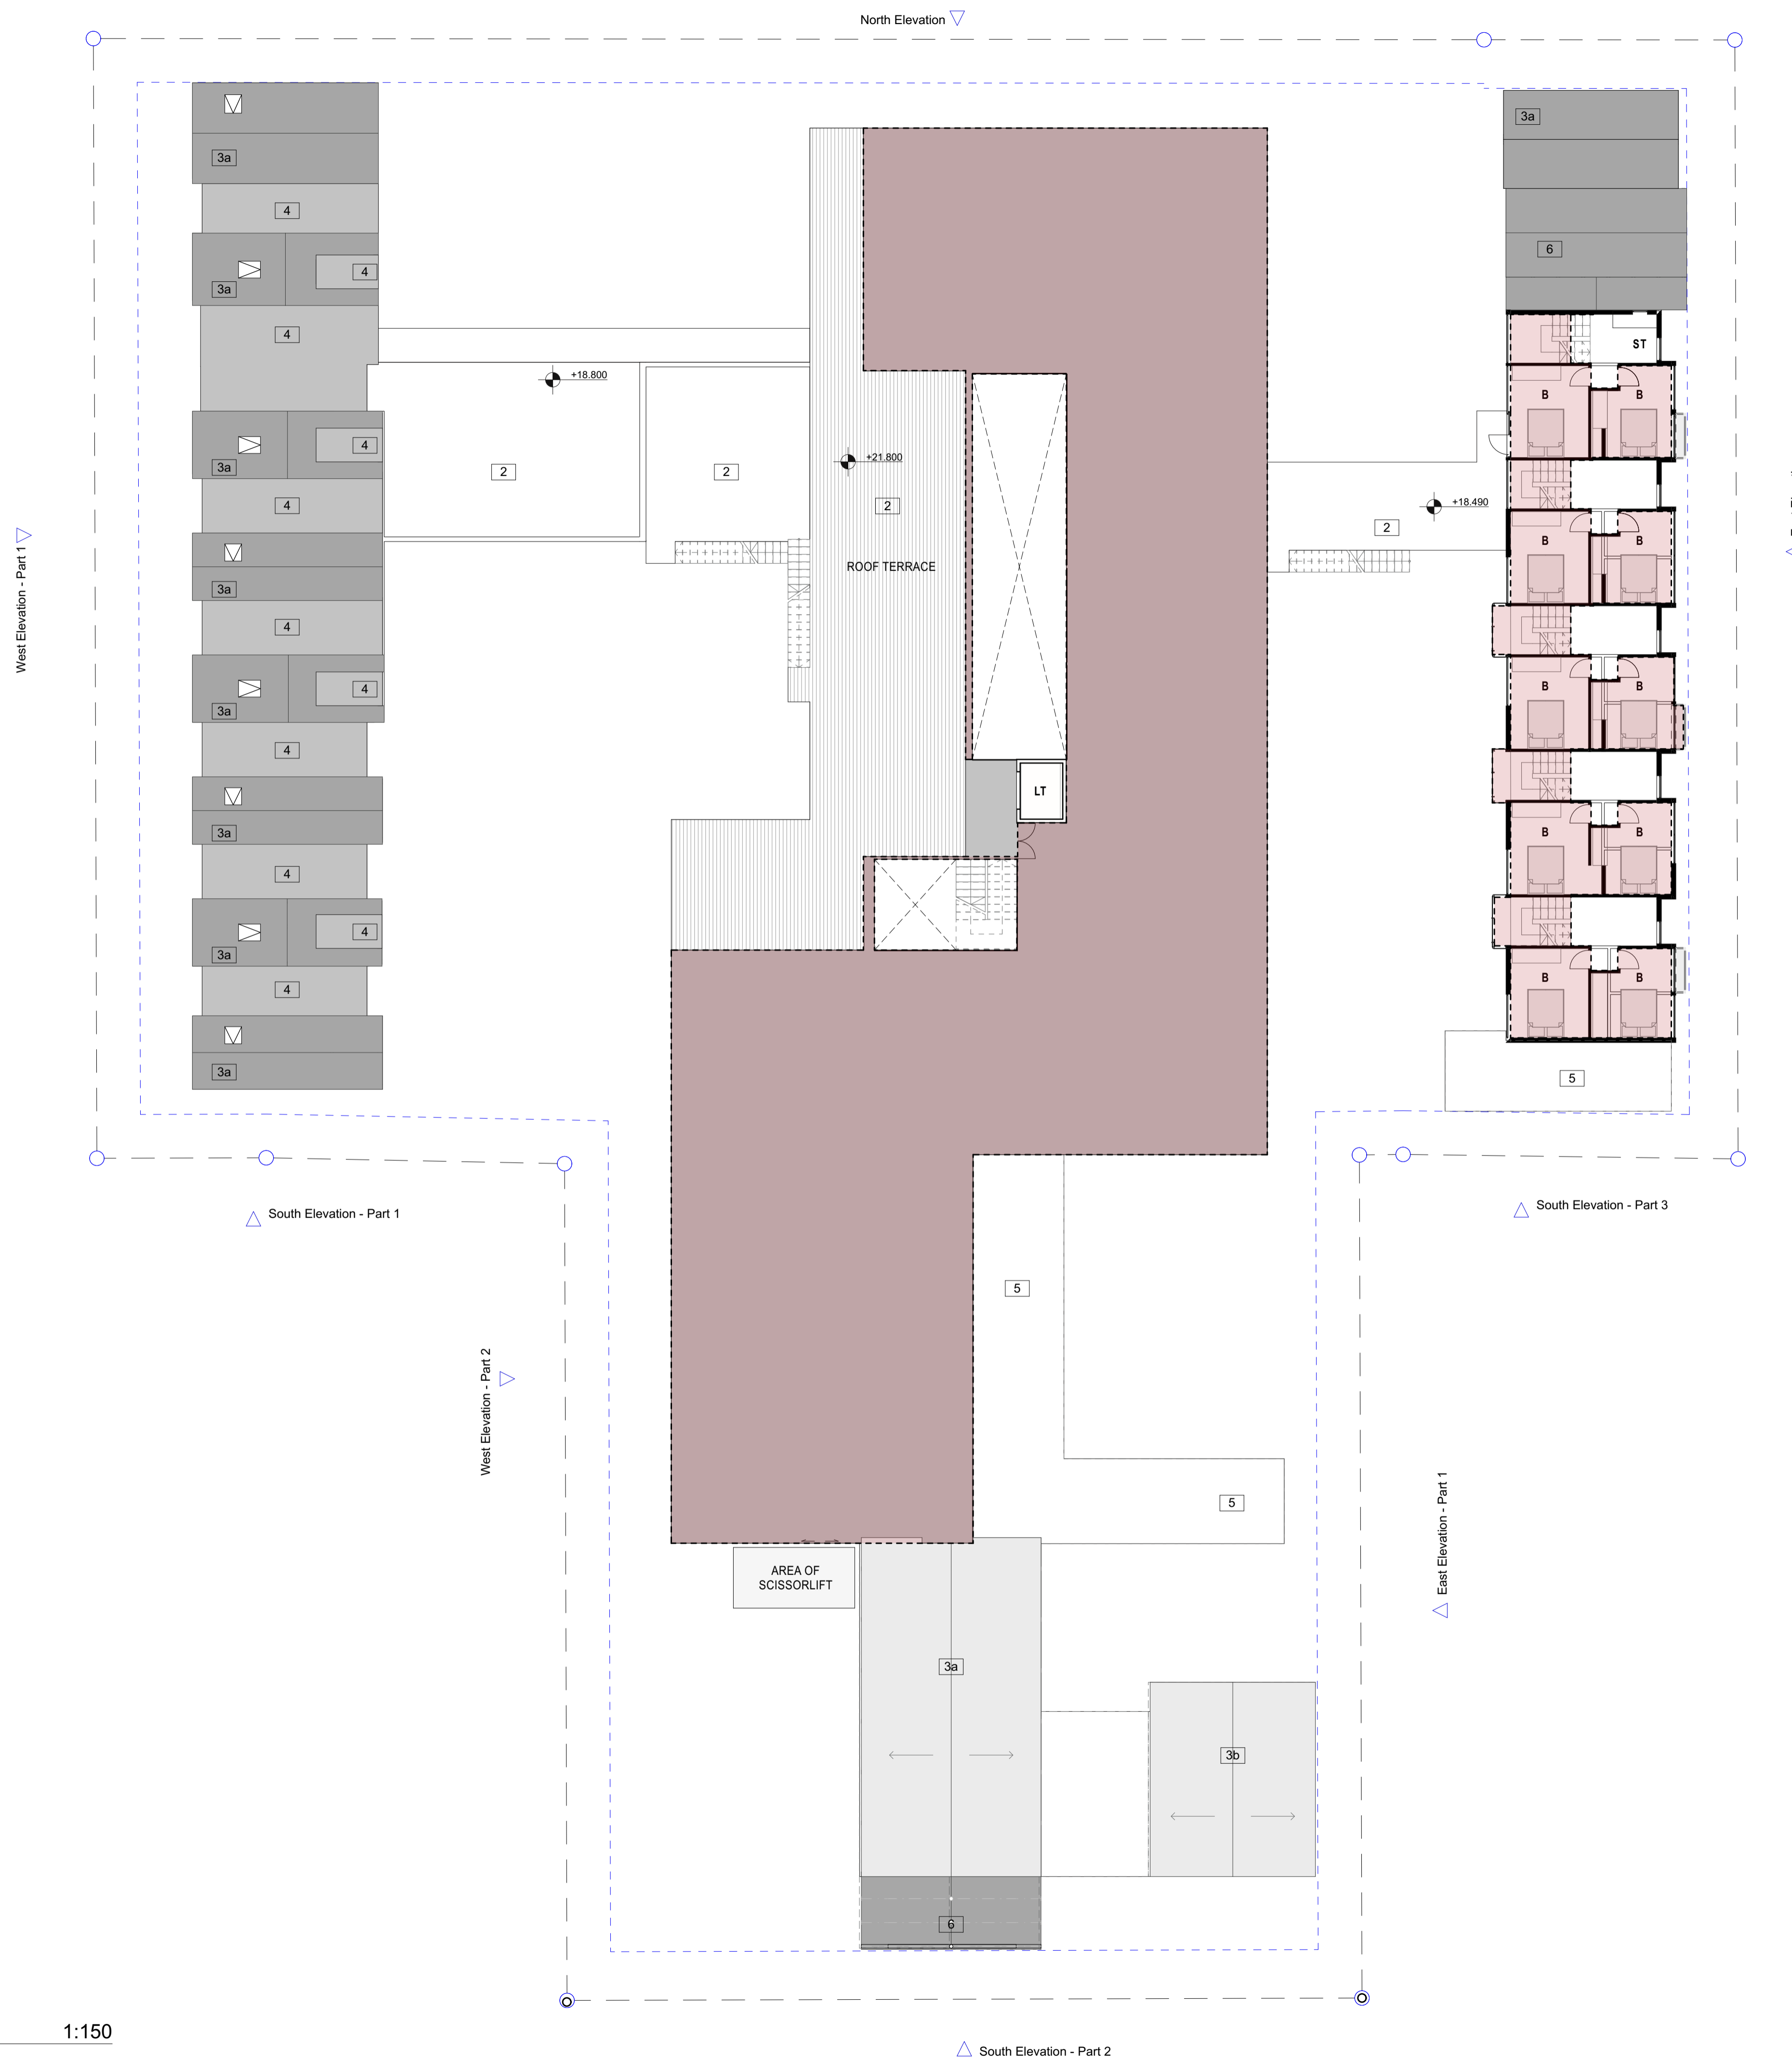 North Elevation
3a
3a
4
6
4
3a
4
ST
+18.800
+21.800
B
B
4
3a
2
2
2
+18.490
2
4
B
B
West Elevation - Part 1
ROOF TERRACE
3a
4
4
3a
B
B
4
LT
3a
B
B
4
4
3a
4
B
B
3a
5
South Elevation - Part 1
South Elevation - Part 3
5
West Elevation - Part 2
5
East Elevation - Part 1
AREA OF
SCISSORLIFT
3a
3b
6
1:150
South Elevation - Part 2